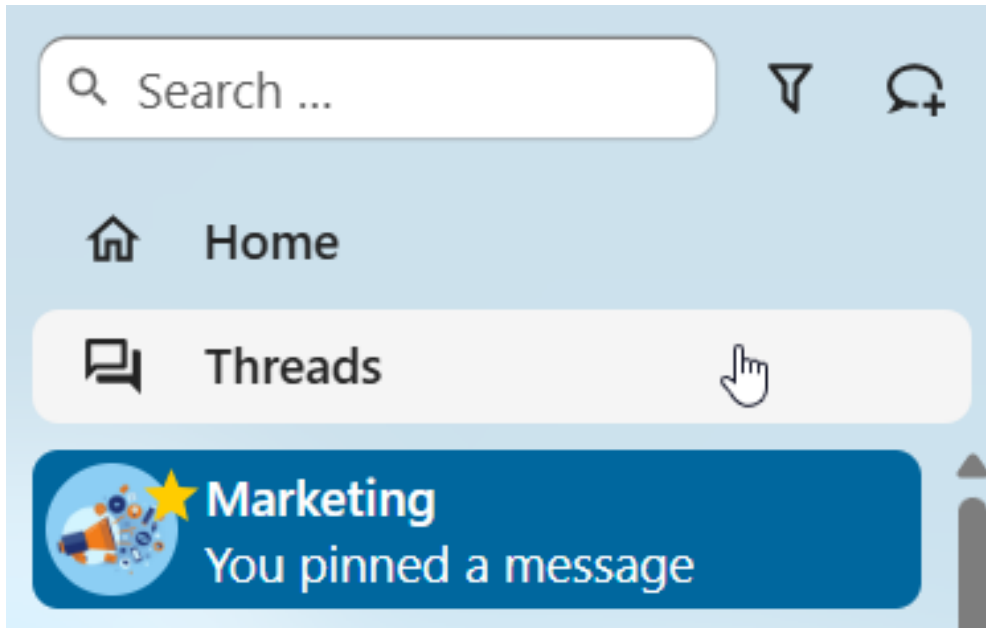 Search ...
Home
Threads
Marketing
You pinned a message